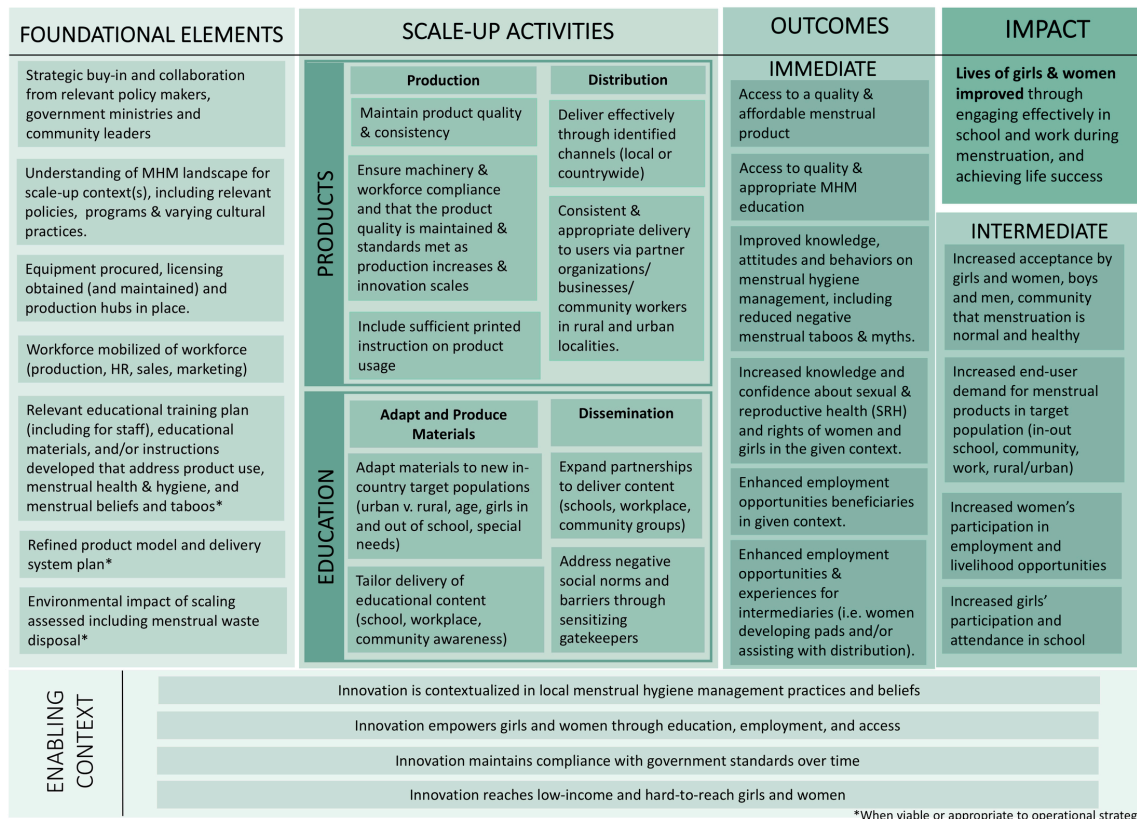 FOUNDATIONAL ELEMENTS
Strategic buy-in and collaboration
from relevant policy makers,
government ministries and
community leaders
Understanding of MHM landscape for
scale-up context(s), including relevant
policies, programs & varying cultural
practices.
Equipment procured, licensing
obtained (and maintained) and
production hubs in place.
Workforce mobilized of workforce
(production, HR, sales, marketing)
Relevant educational training plan
(including for staff), educational
materials, and/or instructions
developed that address product use,
menstrual health & hygiene, and
menstrual beliefs and taboos*
Refined product model and delivery
system plan*
Environmental impact of scaling
assessed including menstrual waste
disposal*
SCALE-UP ACTIVITIES
PRODUCTS
Production
Maintain product quality
& consistency
Ensure machinery &
workforce compliance
and that the product
quality is maintained &
standards met as
production increases &
innovation scales
Include sufficient printed
instruction on product
usage
Distribution
Deliver effectively
through identified
channels (local or
countrywide)
Consistent &
appropriate delivery
to users via partner
organizations/
businesses/
community workers
in rural and urban
localities.
EDUCATION
Adapt and Produce
Materials
Adapt materials to new in-
country target populations
(urban v. rural, age, girls in
and out of school, special
needs)
Tailor delivery of
educational content
(school, workplace,
community awareness)
Dissemination
Expand partnerships
to deliver content
(schools, workplace,
community groups)
Address negative
social norms and
barriers through
sensitizing
gatekeepers
OUTCOMES
IMMEDIATE
Access to a quality &
affordable menstrual
product
Access to quality &
appropriate MHM
education
Improved knowledge,
attitudes and behaviors on
menstrual hygiene
management, including
reduced negative
menstrual taboos & myths.
Increased knowledge and
confidence about sexual &
reproductive health (SRH)
and rights of women and
girls in the given context.
Enhanced employment
opportunities beneficiaries
in given context.
Enhanced employment
opportunities &
experiences for
intermediaries (i.e. women
developing pads and/or
assisting with distribution).
IMPACT
Lives of girls & women
improved through
engaging effectively in
school and work during
menstruation, and
achieving life success
INTERMEDIATE
Increased acceptance by
girls and women, boys
and men, community
that menstruation is
normal and healthy
Increased end-user
demand for menstrual
products in target
population (in-out
school, community,
work, rural/urban)
Increased women's
participation in
employment and
livelihood opportunities
Increased girls'
participation and
attendance in school
ENABLING
CONTEXT
Innovation is contextualized in local menstrual hygiene management practices and beliefs
Innovation empowers girls and women through education, employment, and access
Innovation maintains compliance with government standards over time
Innovation reaches low-income and hard-to-reach girls and women
*When viable or appropriate to operational strateg